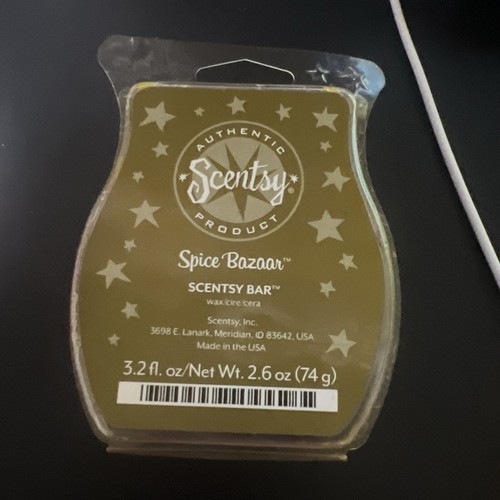 AUTHENTIC
Scentsy®
PRODUCT
Spice Bazaar™
SCENTSY BAR™
wax/cire/cera
Scentsy, Inc.
3698 E. Lanark, Meridian, ID 83642, USA
Made in the USA
3.2 fl. oz/Net Wt. 2.6 oz (74 g)